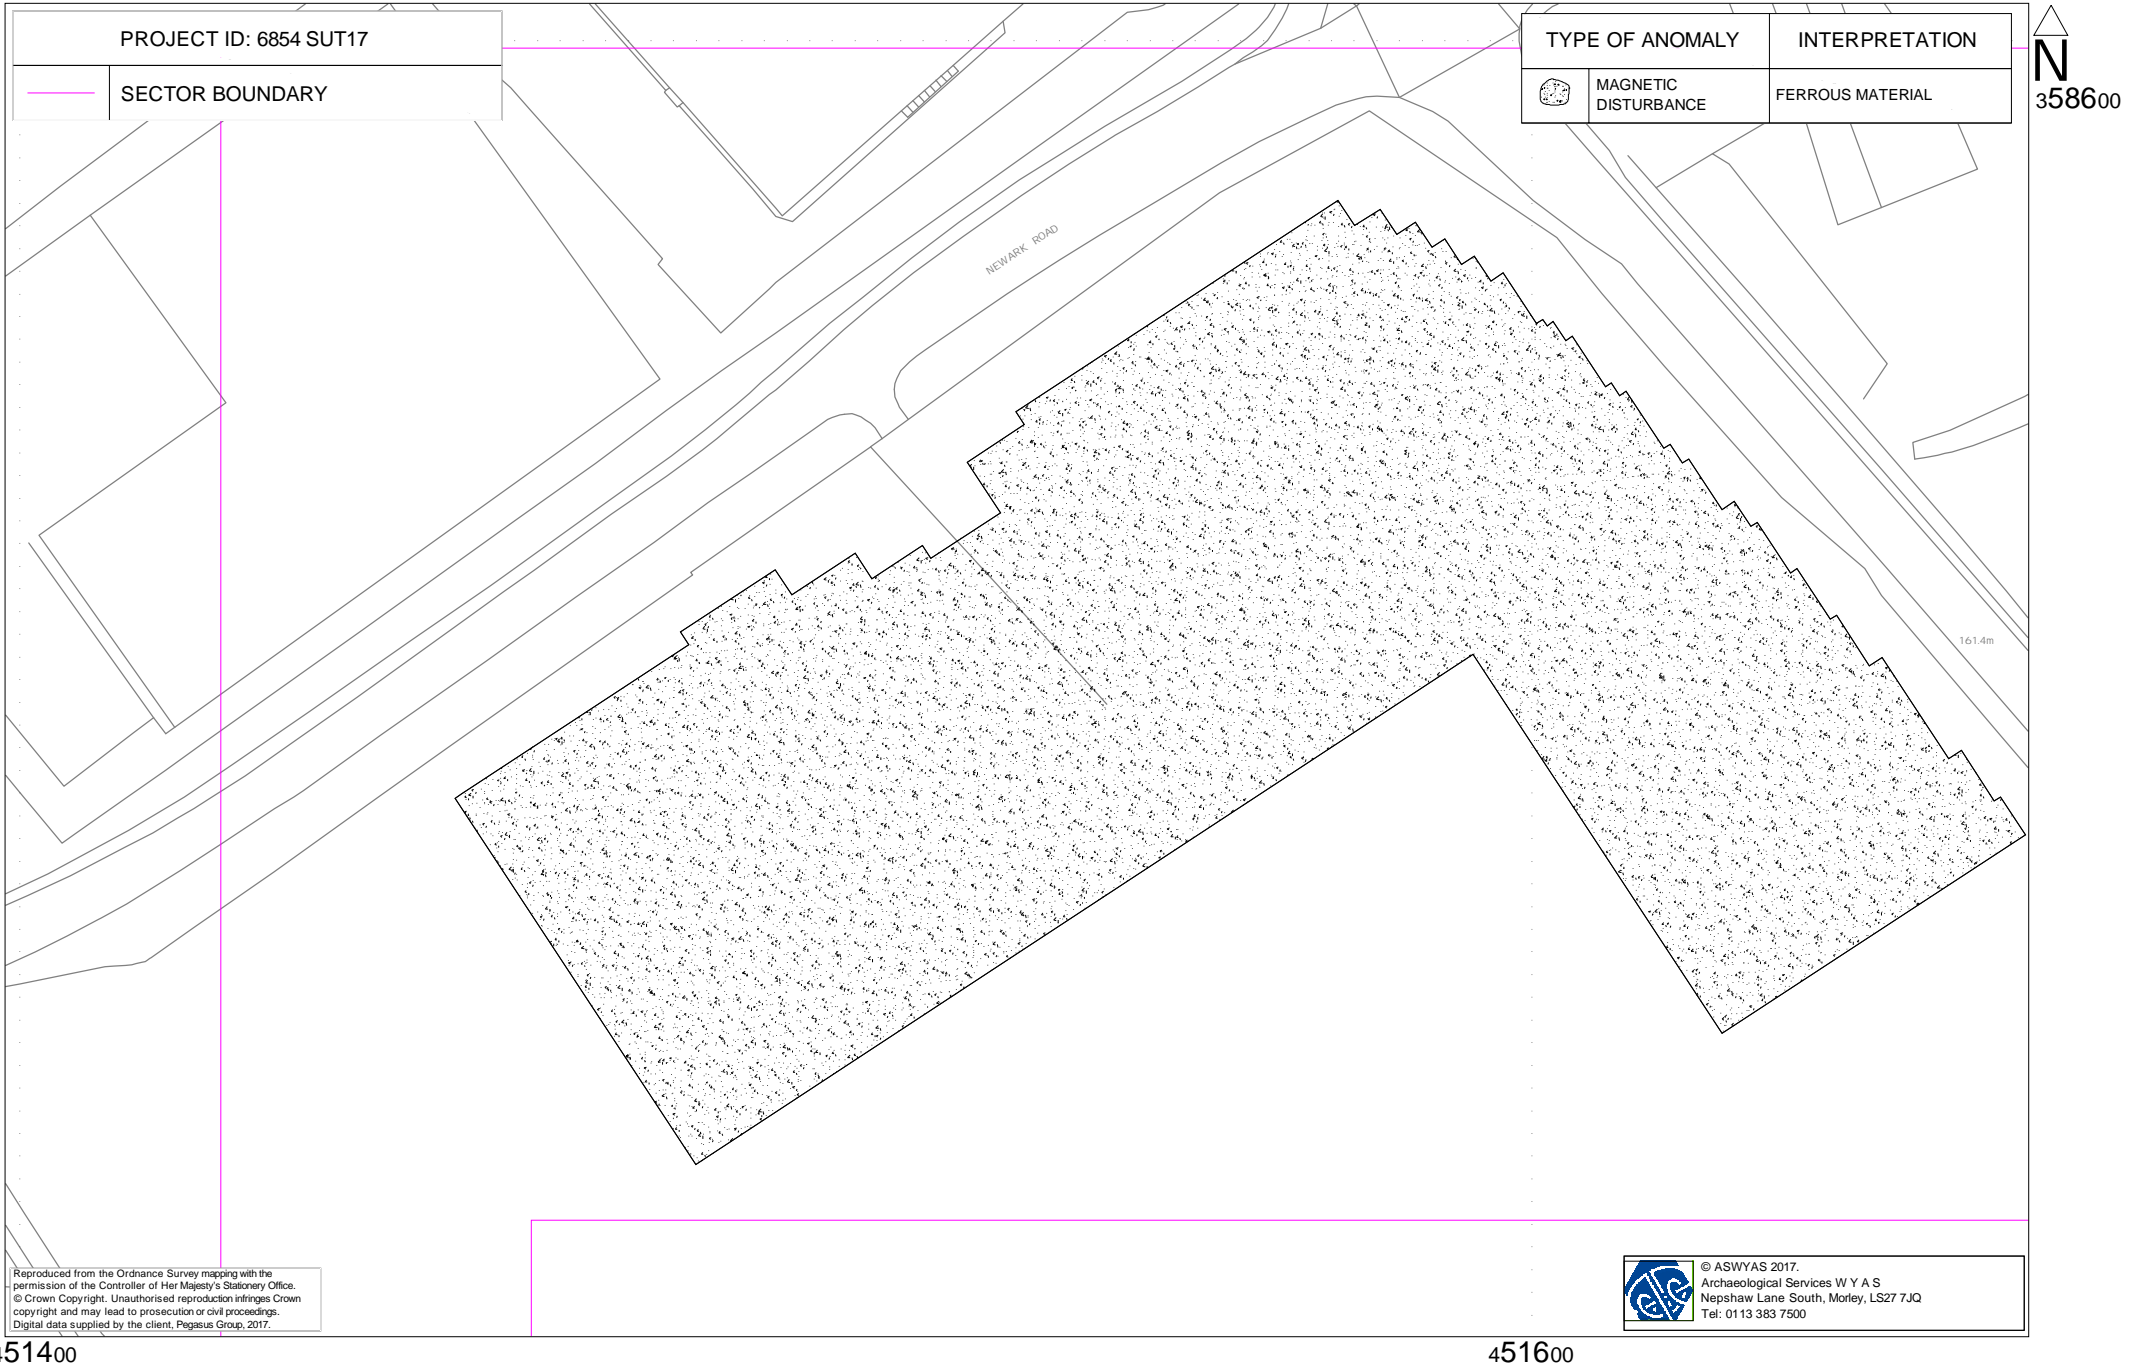 PROJECT ID: 6854 SUT17
SECTOR BOUNDARY
TYPE OF ANOMALY
INTERPRETATION
MAGNETIC
DISTURBANCE
FERROUS MATERIAL
N
358600
NEWARK ROAD
161.4m
Reproduced from the Ordnance Survey mapping with the
permission of the Controller of Her Majesty's Stationery Office.
© Crown Copyright. Unauthorised reproduction infringes Crown
copyright and may lead to prosecution or civil proceedings.
Digital data supplied by the client, Pegasus Group, 2017.
© ASWYAS 2017.
Archaeological Services W Y A S
Nepshaw Lane South, Morley, LS27 7JQ
Tel: 0113 383 7500
451400
451600